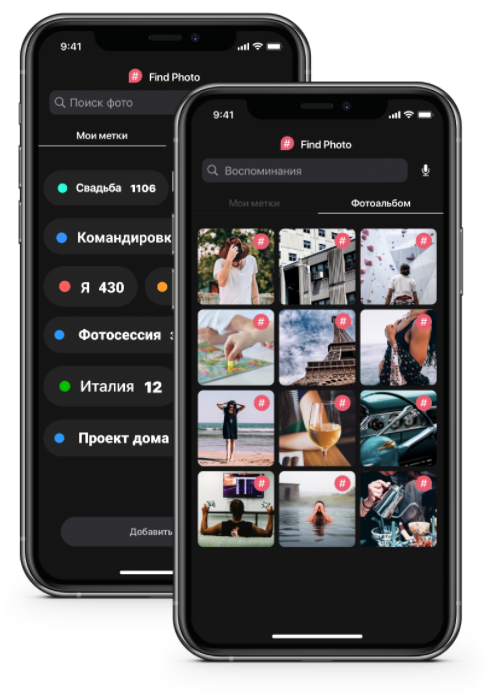 9:41
# Find Photo
Поиск фото
Мои метки
Свадьба 1106
Командировк
Я 430
Фотосессия
Италия 12
Проект дома
Добавить
9:41
# Find Photo
Воспоминания
Мои метки
Фотоальбом
#
#
#
#
#
#
#
#
#
#
#
#